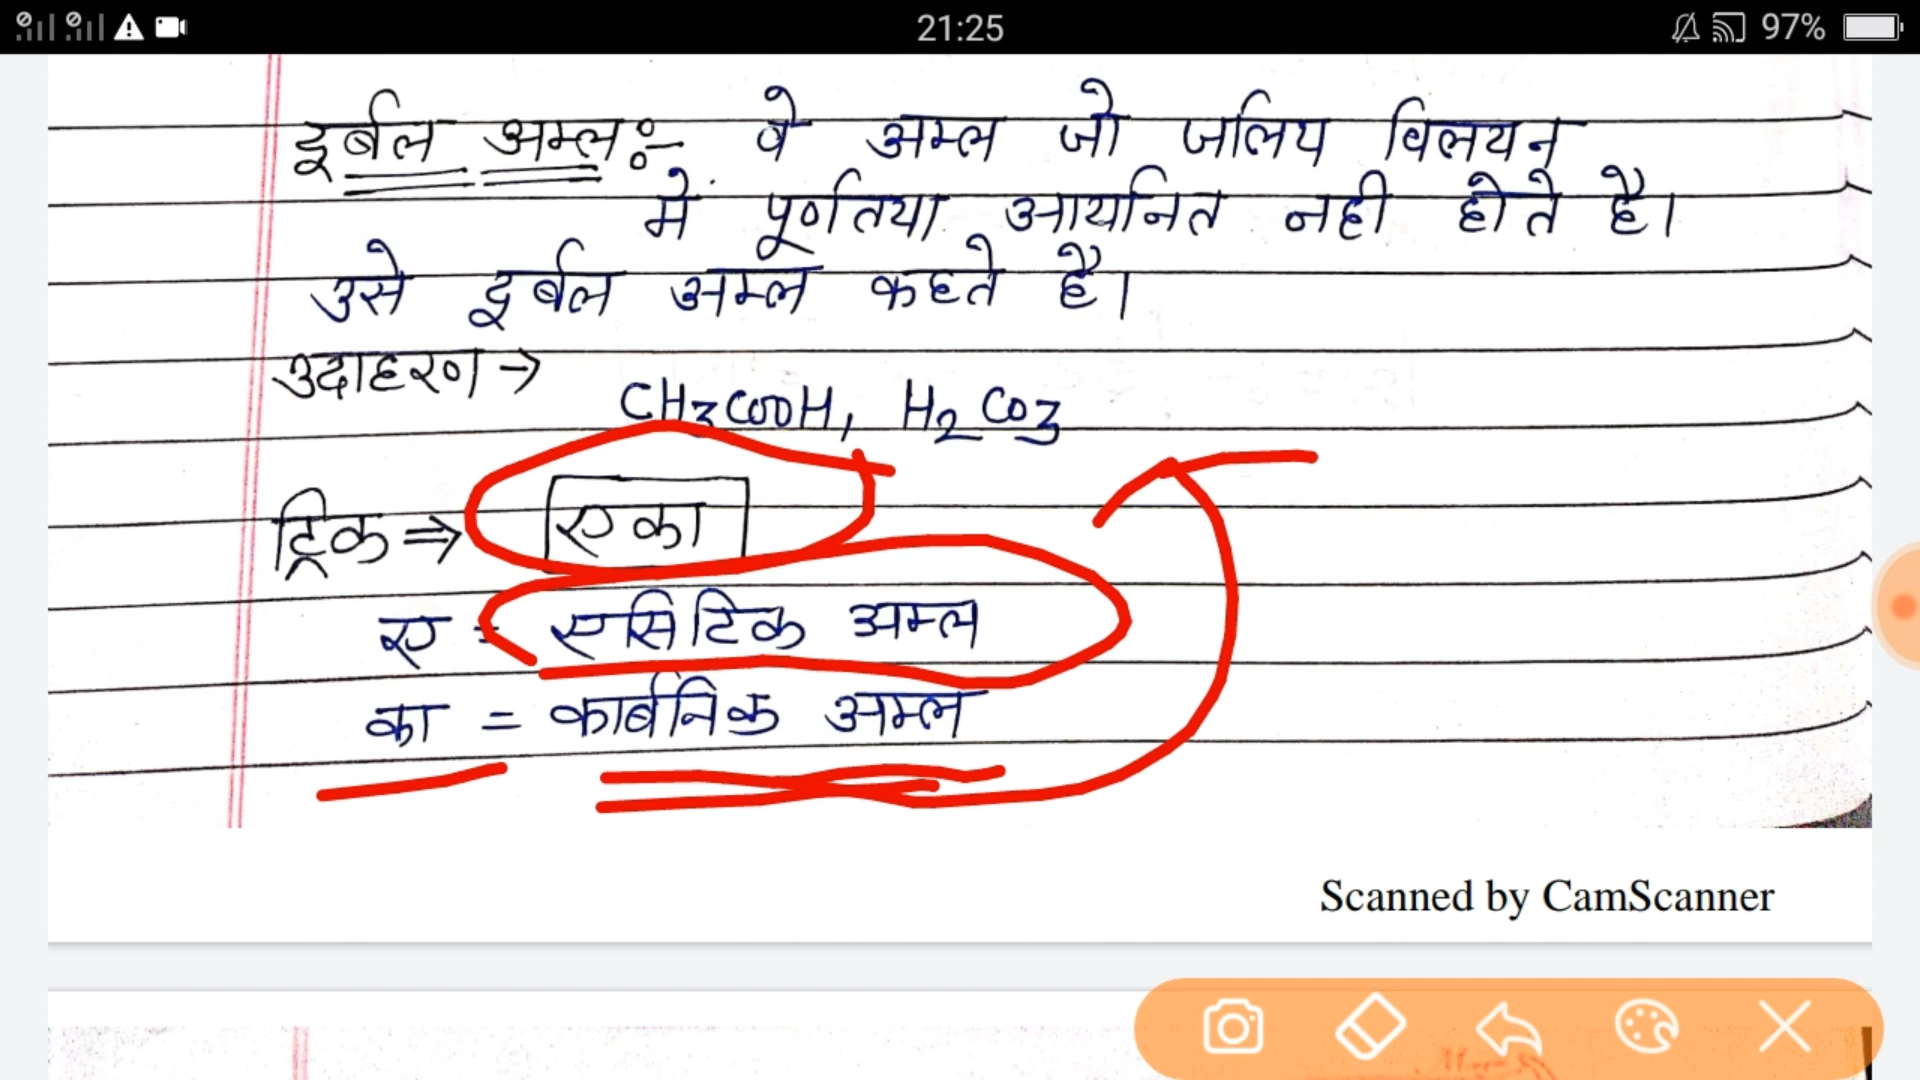 21:25 97%
दुर्बल अम्ल:- वे अम्ल जो जलिय विलयन
में पूर्णतिया आयनित नही होते है।
उसे दुर्बल अम्ल कहते है।
उदाहरण →
CH3COOH, H2CO3
ट्रिक ⇒ एका
ए = एसिटिक अम्ल
का = कार्बनिक अम्ल
Scanned by CamScanner